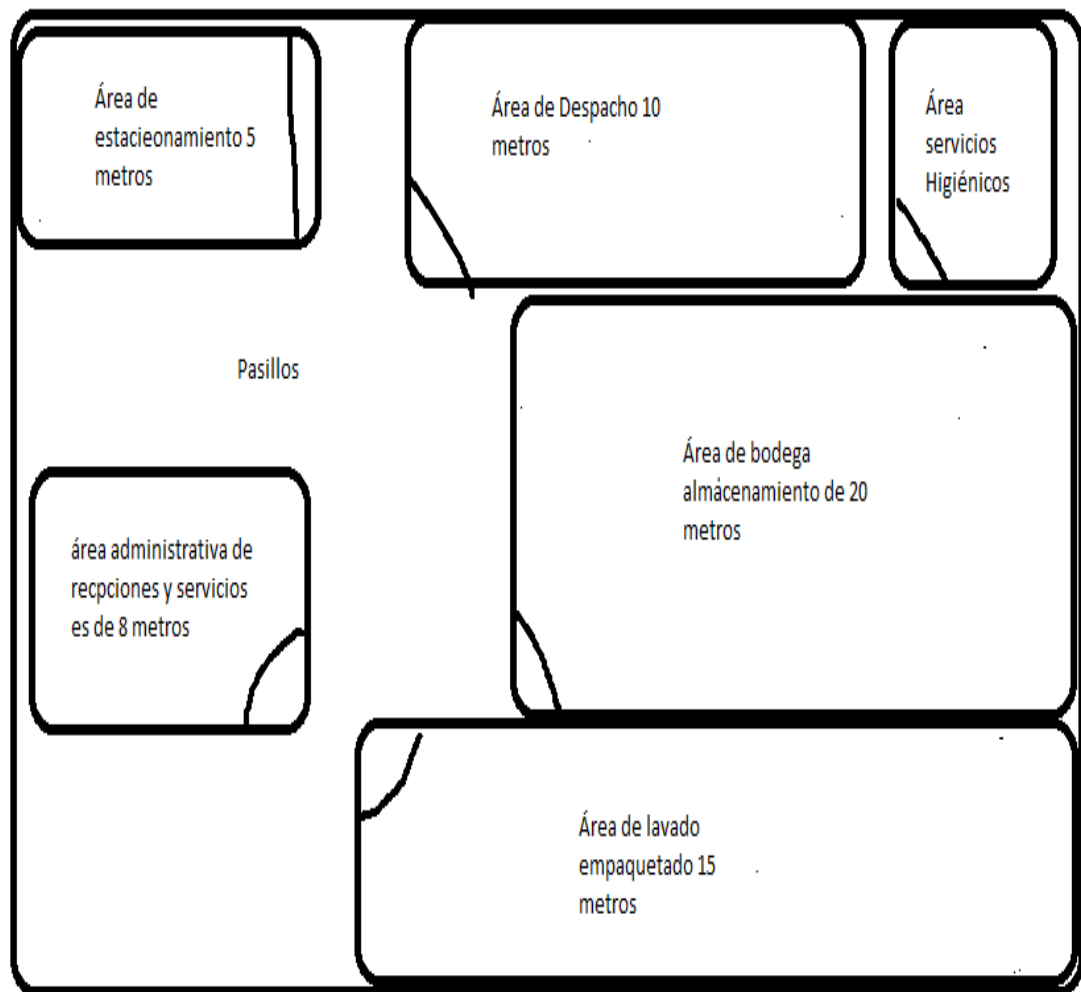 Área de
estacieonamiento 5
metros
Área de Despacho 10
metros
Área
servicios
Higiénicos
Pasillos
Área de bodega
almacenamiento de 20
metros
área administrativa de
recpciones y servicios
es de 8 metros
Área de lavado
empaquetado 15
metros